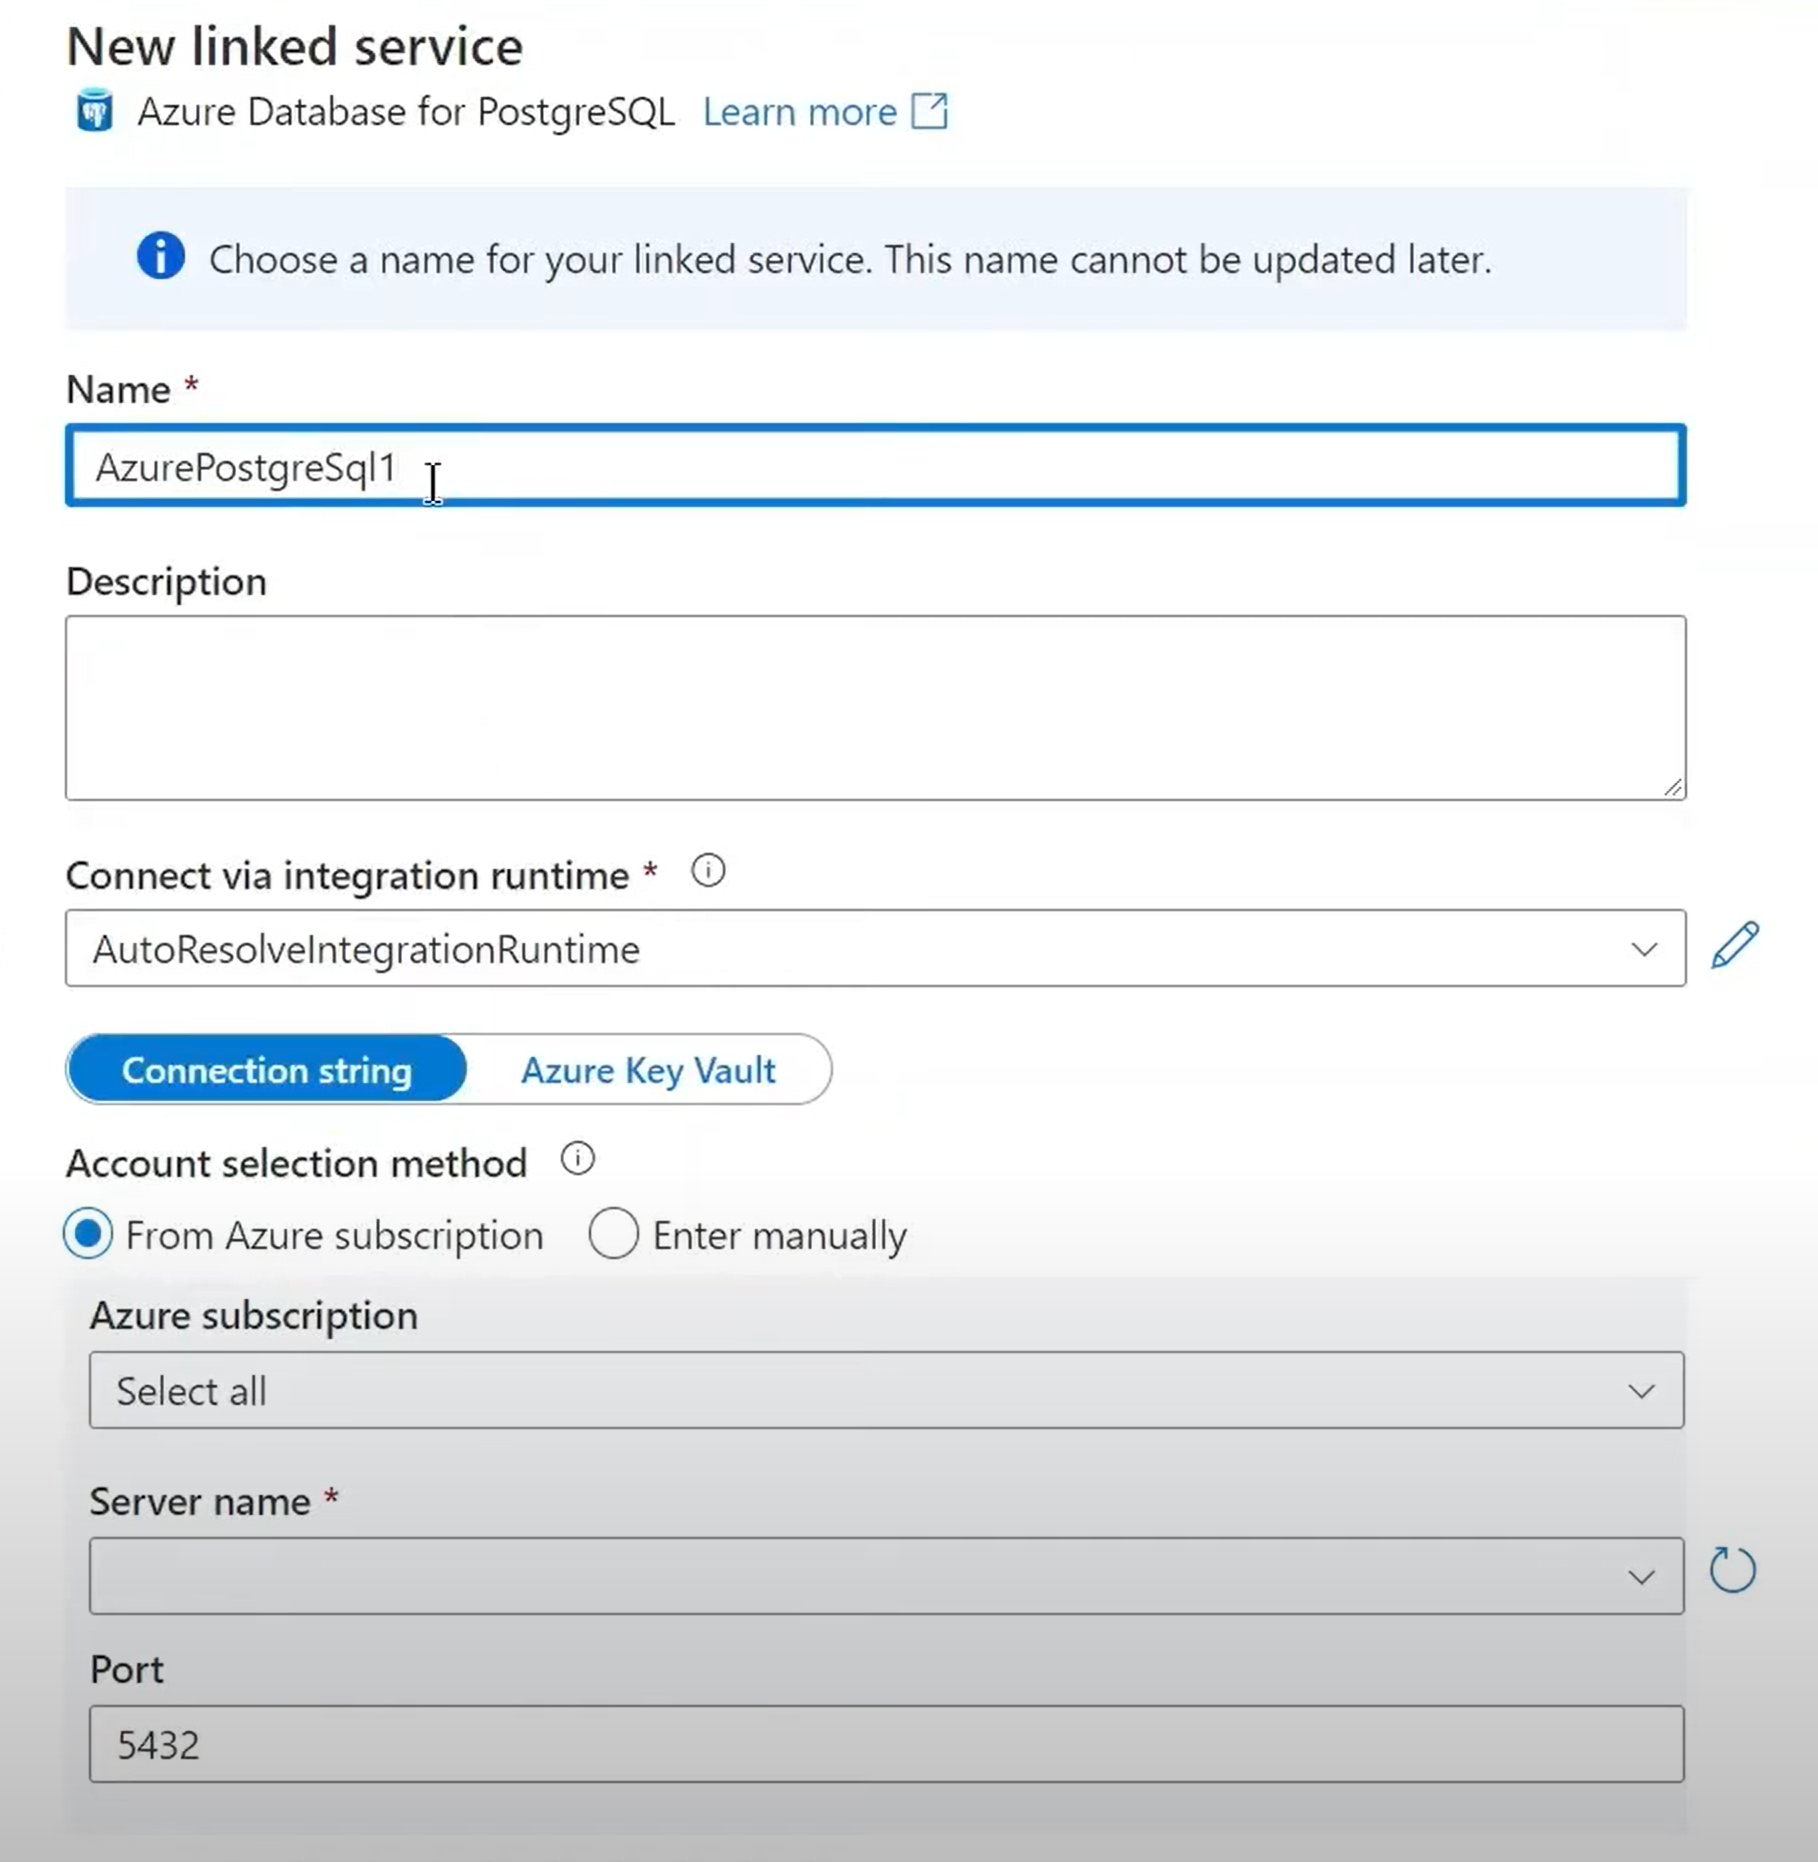 New linked service
Azure Database for PostgreSQL Learn more
Choose a name for your linked service. This name cannot be updated later.
Name *
AzurePostgreSql1
Description
Connect via integration runtime *
AutoResolveIntegrationRuntime
Connection string Azure Key Vault
Account selection method
From Azure subscription Enter manually
Azure subscription
Select all
Server name *
Port
5432